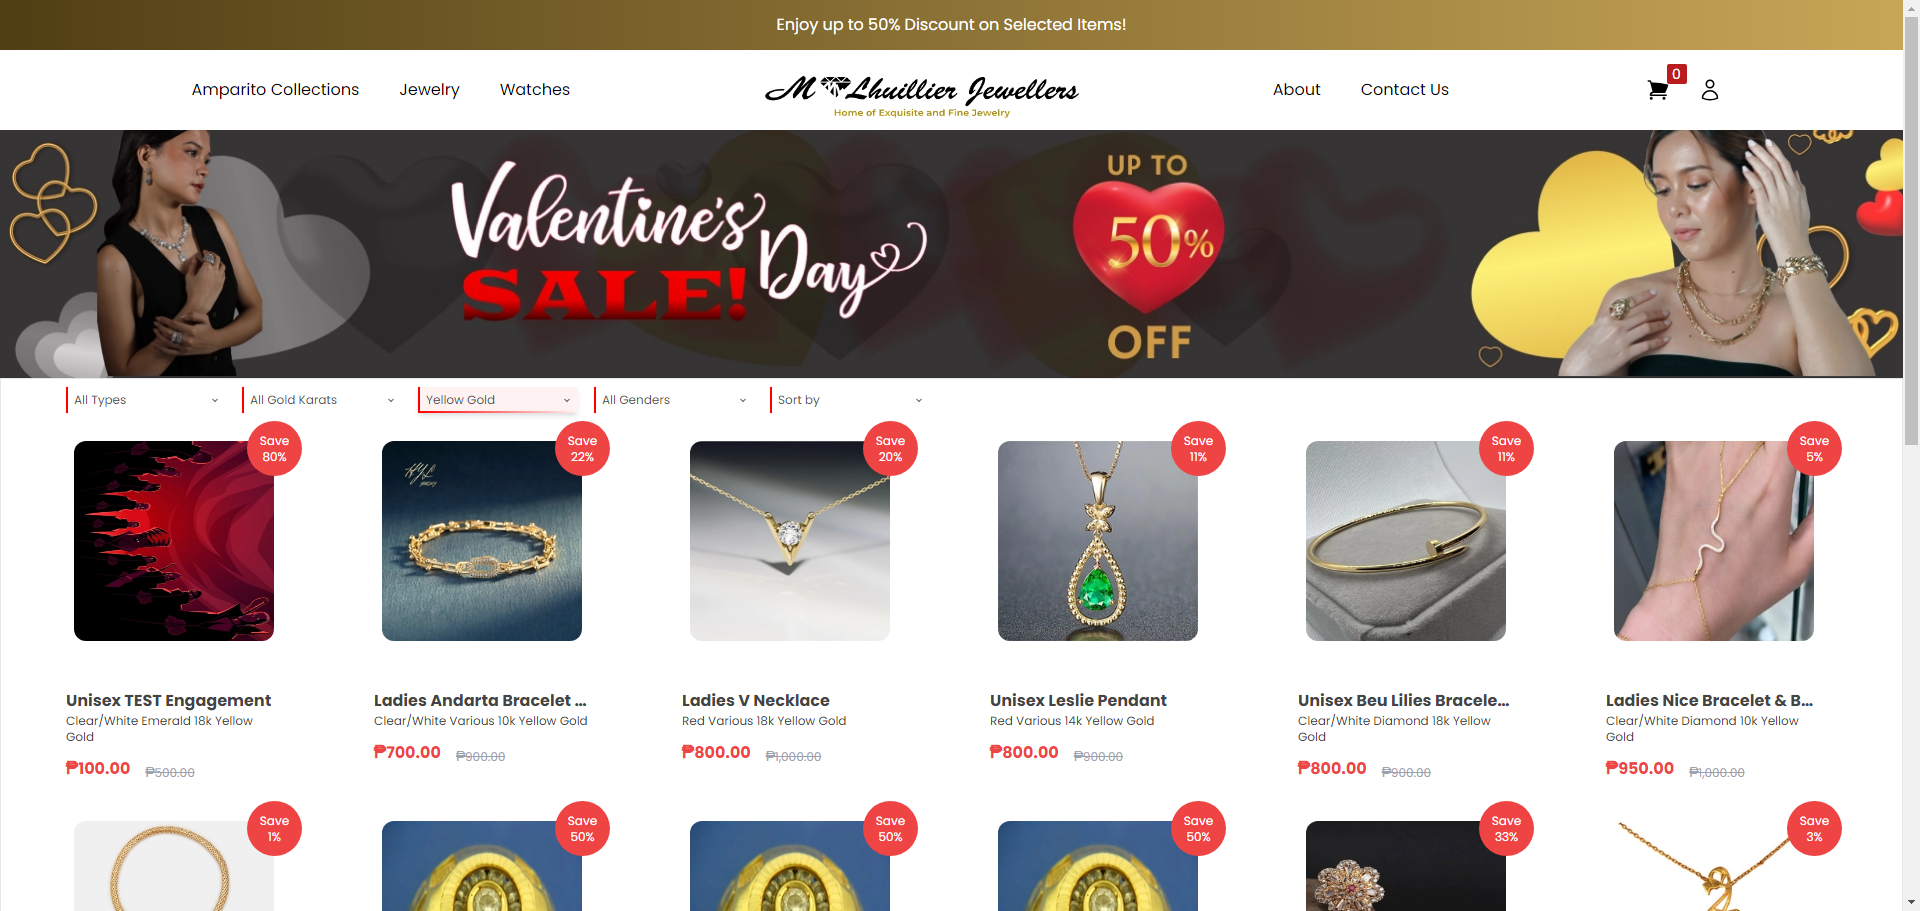 Enjoy up to 50% Discount on Selected Items!
Amparito Collections
Jewelry
Watches
M Lhuillier Jewellers
Home of Exquisite and Fine Jewelry
About
Contact Us
0
Valentine's
Day
SALE!
UP TO
50%
OFF
All Types
All Gold Karats
Yellow Gold
All Genders
Sort by
Save
80%
Save
22%
Save
20%
Save
11%
Save
11%
Save
5%
Unisex TEST Engagement
Clear/White Emerald 18k Yellow
Gold
₱100.00 ₱500.00
Ladies Andarta Bracelet ...
Clear/White Various 10k Yellow Gold
₱700.00 ₱900.00
Ladies V Necklace
Red Various 18k Yellow Gold
₱800.00 ₱1,000.00
Unisex Leslie Pendant
Red Various 14k Yellow Gold
₱800.00 ₱900.00
Unisex Beu Lilies Bracele...
Clear/White Diamond 18k Yellow
Gold
₱800.00 ₱900.00
Ladies Nice Bracelet & B...
Clear/White Diamond 10k Yellow
Gold
₱950.00 ₱1,000.00
Save
1%
Save
50%
Save
50%
Save
50%
Save
33%
Save
3%